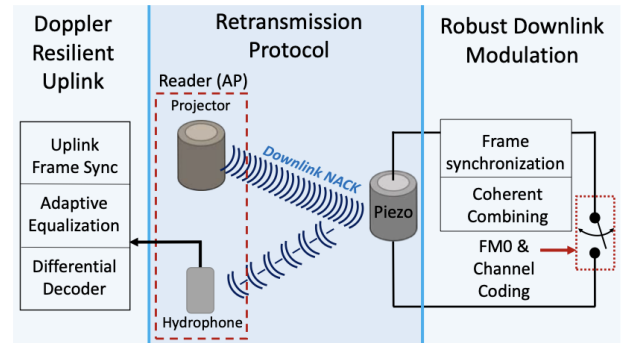 Doppler
Resilient
Uplink
Uplink
Frame Sync
Adaptive
Equalization
Differential
Decoder
Retransmission
Protocol
Reader (AP)
Projector
Downlink NACK
Piezo
Hydrophone
Robust Downlink
Modulation
Frame
synchronization
Coherent
Combining
FM0 &
Channel
Coding